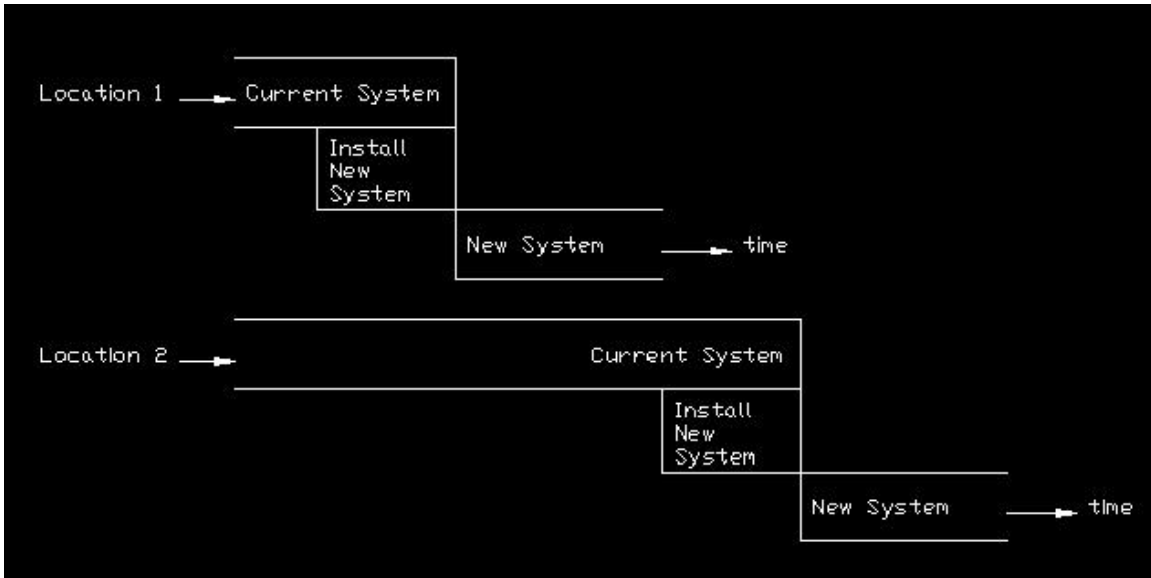 Location 1
Current System
Install
New
System
New System
time
Location 2
Current System
Install
New
System
New System
time